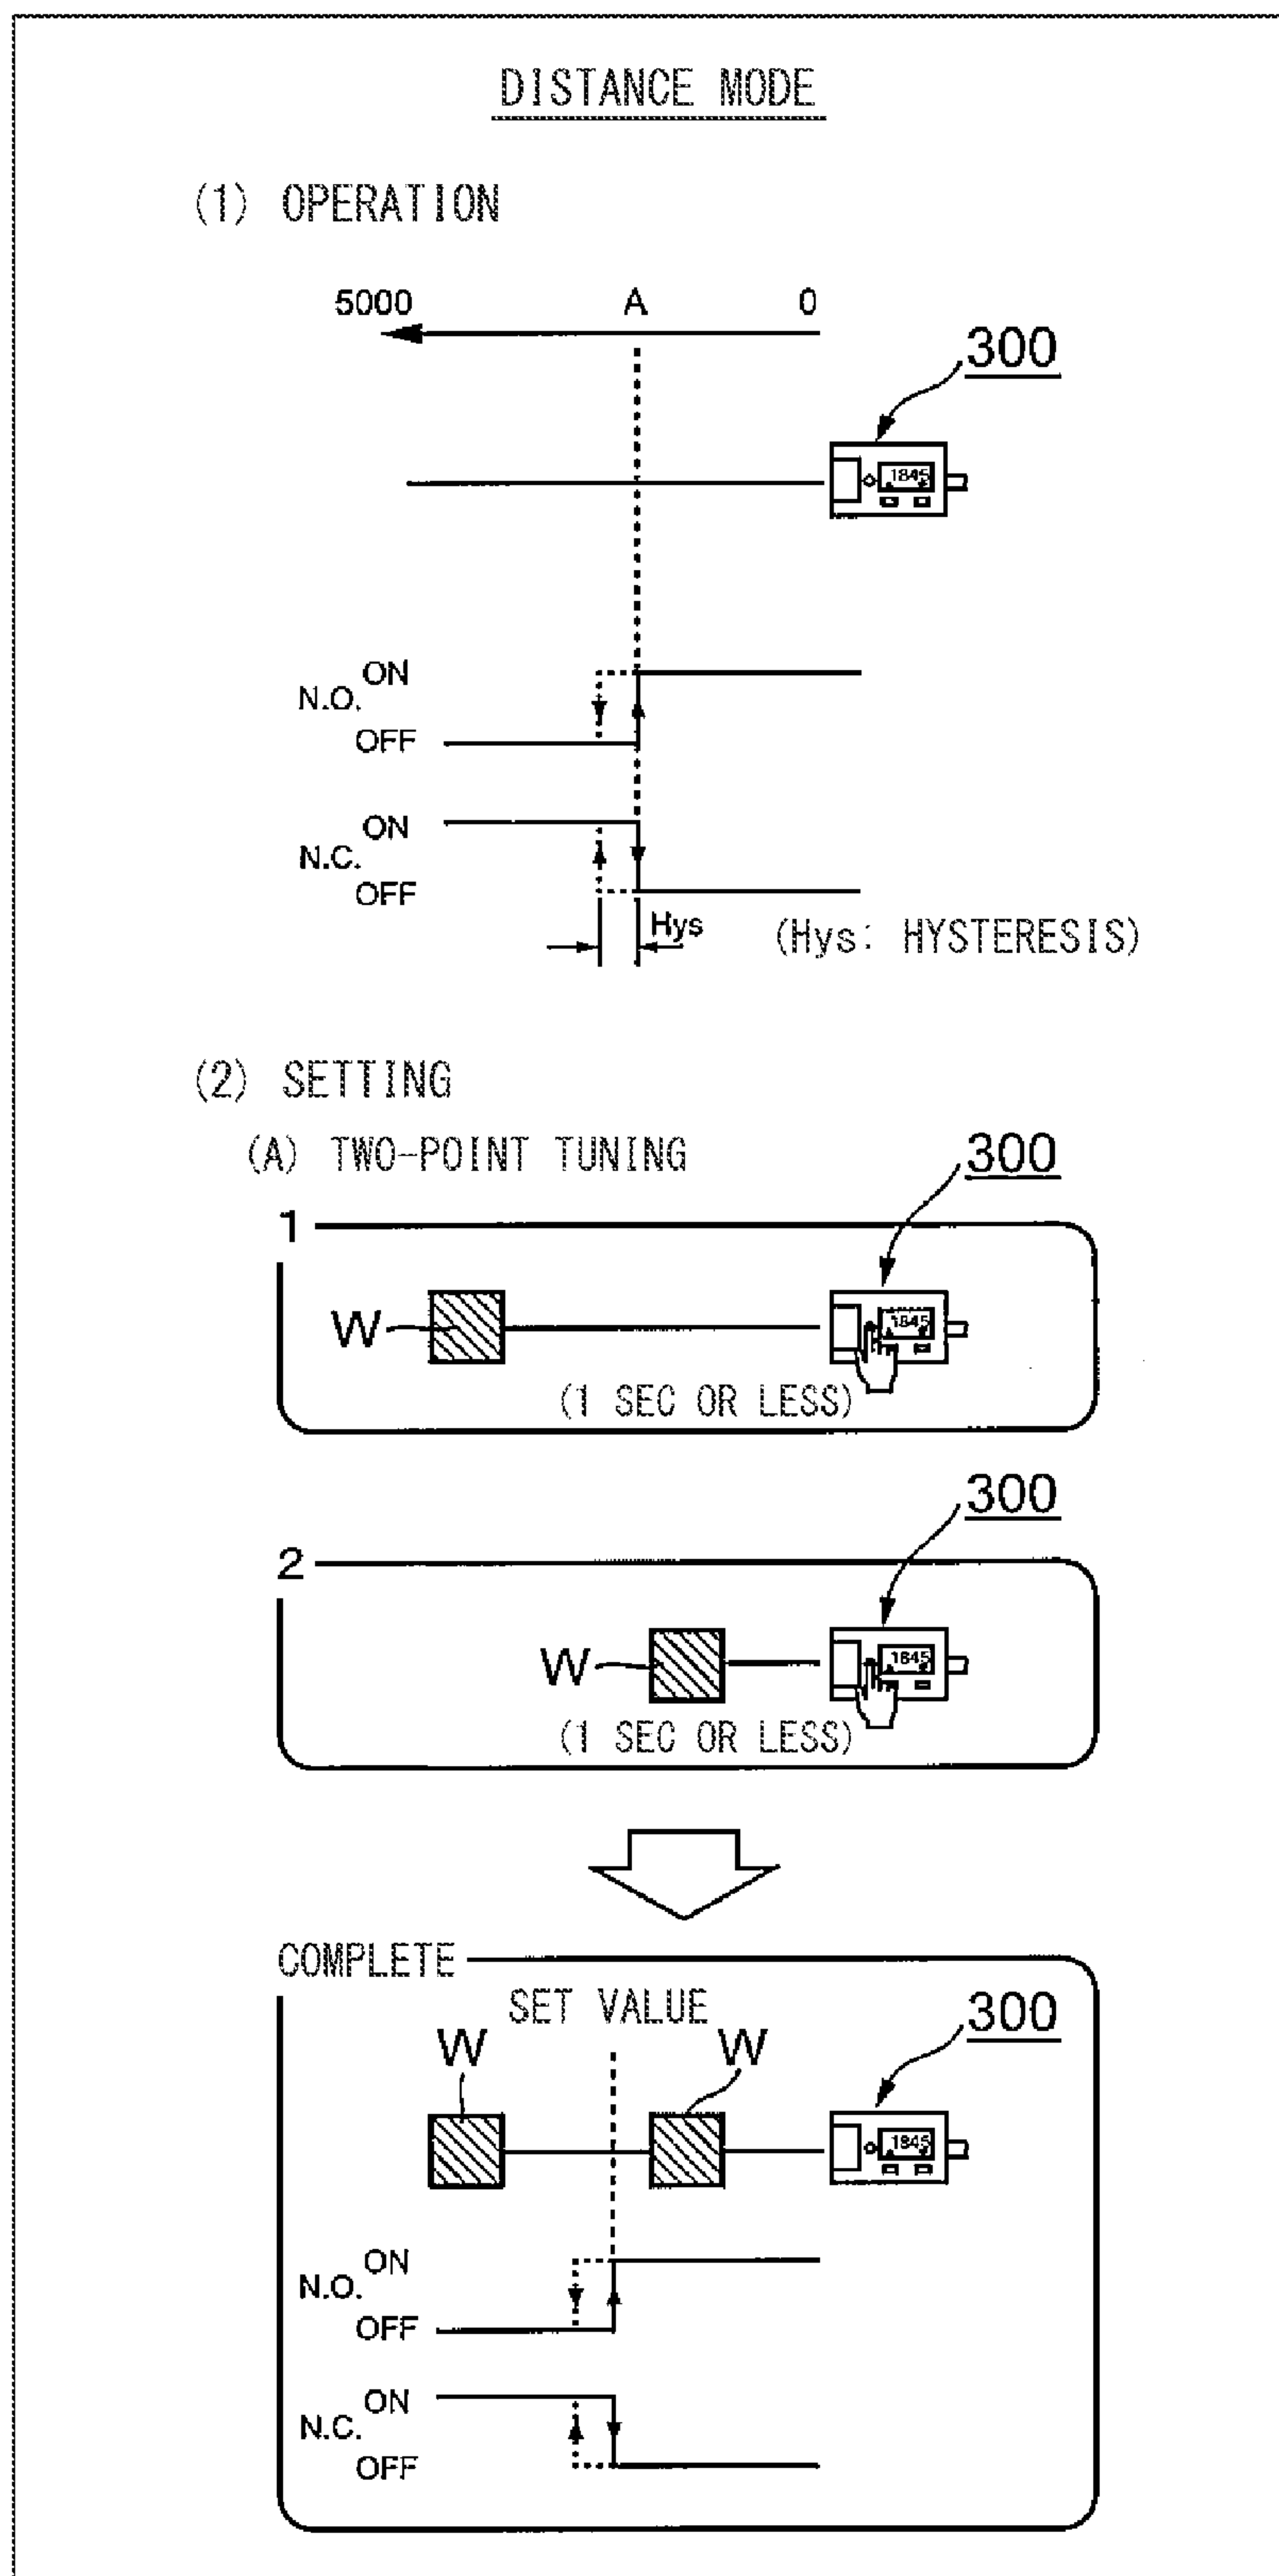 DISTANCE MODE
(1) OPERATION
5000 A 0
300
1845
N.O. ON
OFF
N.C. ON
OFF
Hys (Hys: HYSTERESIS)
(2) SETTING
(A) TWO-POINT TUNING
300
1
W 1845
(1 SEC OR LESS)
300
2
W 1845
(1 SEC OR LESS)
COMPLETE
SET VALUE 300
W W
1845
N.O. ON
OFF
N.C. ON
OFF